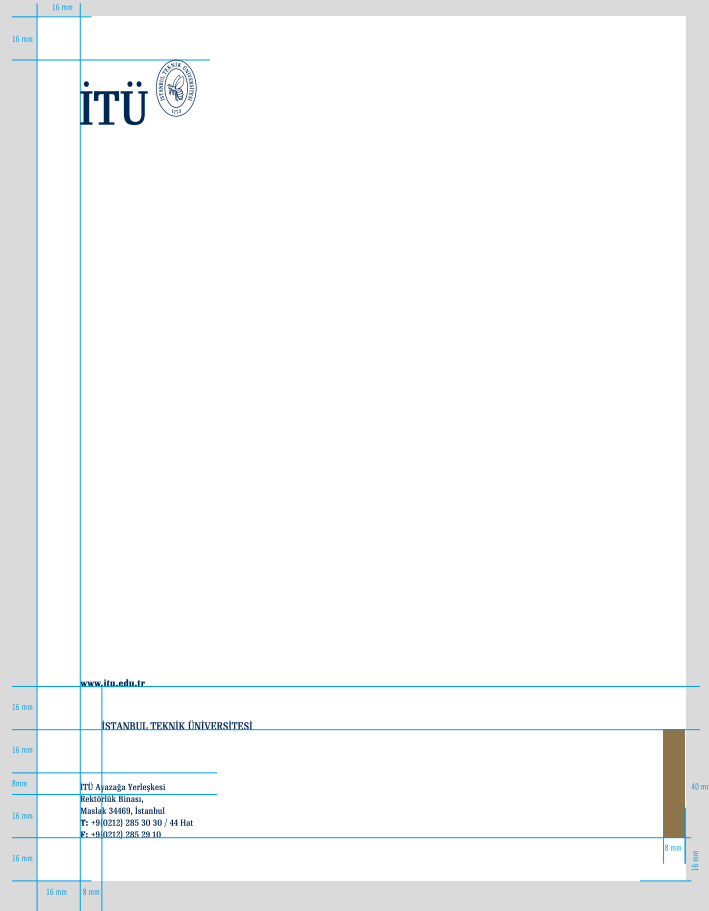 16 mm
16 mm
İSTANBUL TEKNİK ÜNİVERSİTESİ
1773
İTÜ
www.itu.edu.tr
16 mm
İSTANBUL TEKNİK ÜNİVERSİTESİ
16 mm
8mm
40 mm
İTÜ Ayazağa Yerleşkesi
Rektörlük Binası,
Maslak 34469, İstanbul
16 mm
T: +9(0212) 285 30 30 / 44 Hat
F: +9(0212) 285 29 10
8 mm
16 mm
16 mm
16 mm
8 mm